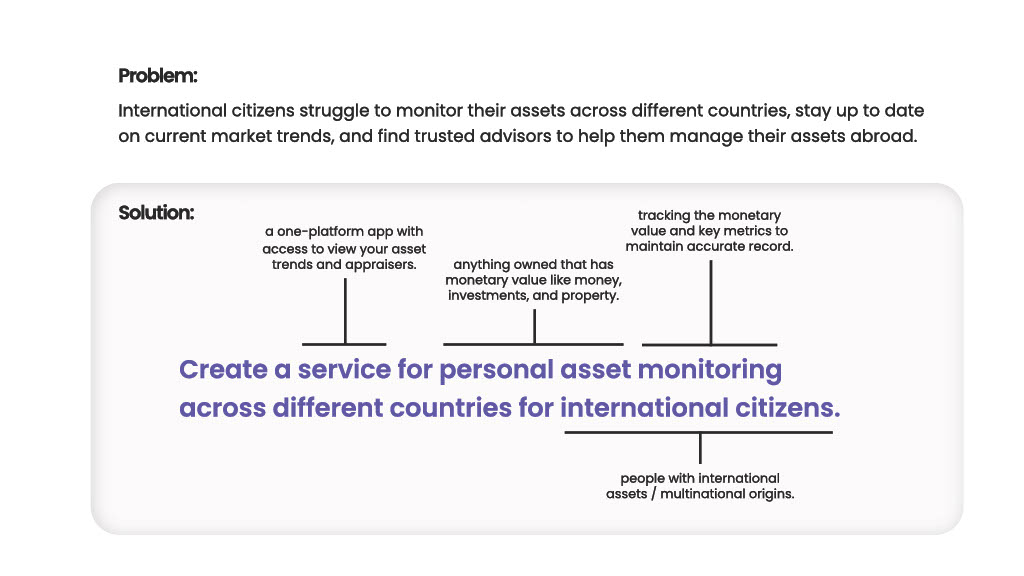 Problem:
International citizens struggle to monitor their assets across different countries, stay up to date
on current market trends, and find trusted advisors to help them manage their assets abroad.
Solution:
a one-platform app with
access to view your asset
trends and appraisers.
anything owned that has
monetary value like money,
investments, and property.
tracking the monetary
value and key metrics to
maintain accurate record.
Create a service for personal asset monitoring
across different countries for international citizens.
people with international
assets / multinational origins.